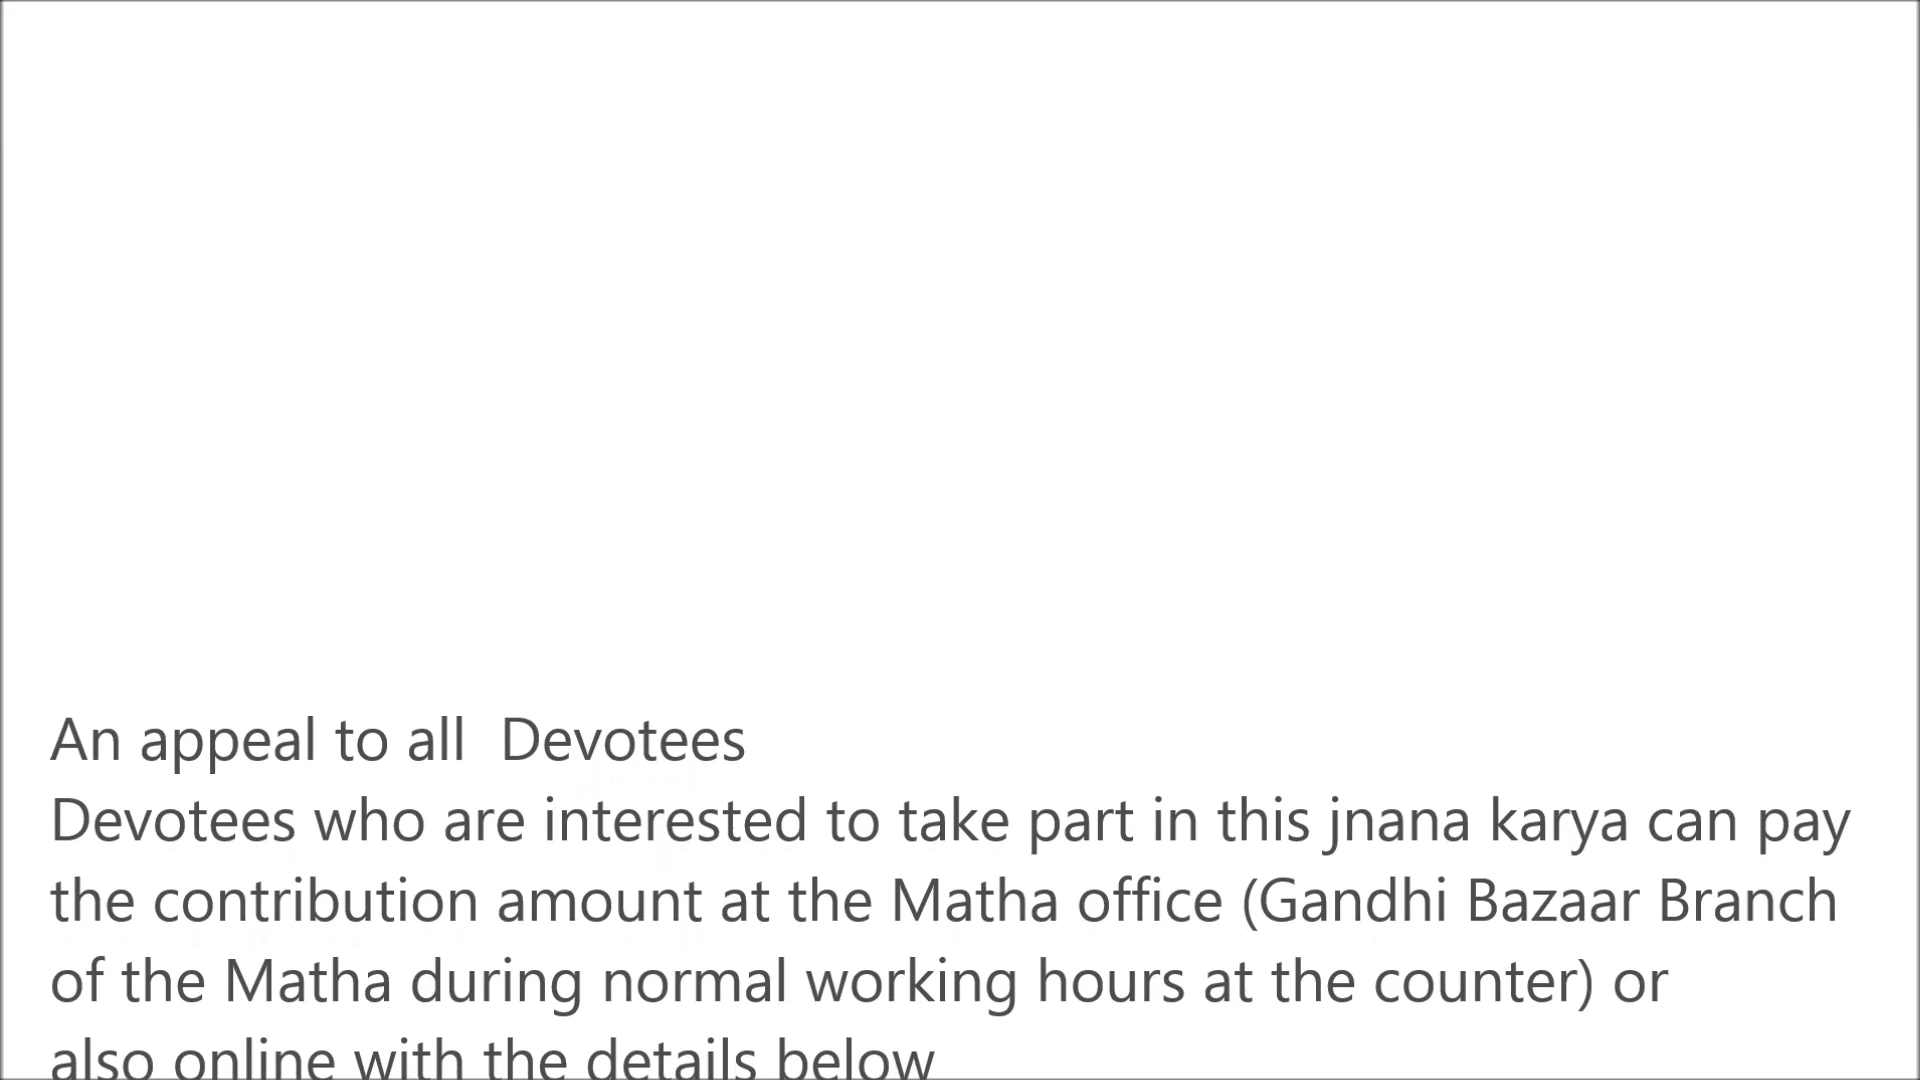 An appeal to all  Devotees
Devotees who are interested to take part in this jnana karya can pay
the contribution amount at the Matha office (Gandhi Bazaar Branch
of the Matha during normal working hours at the counter) or
also online with the details below